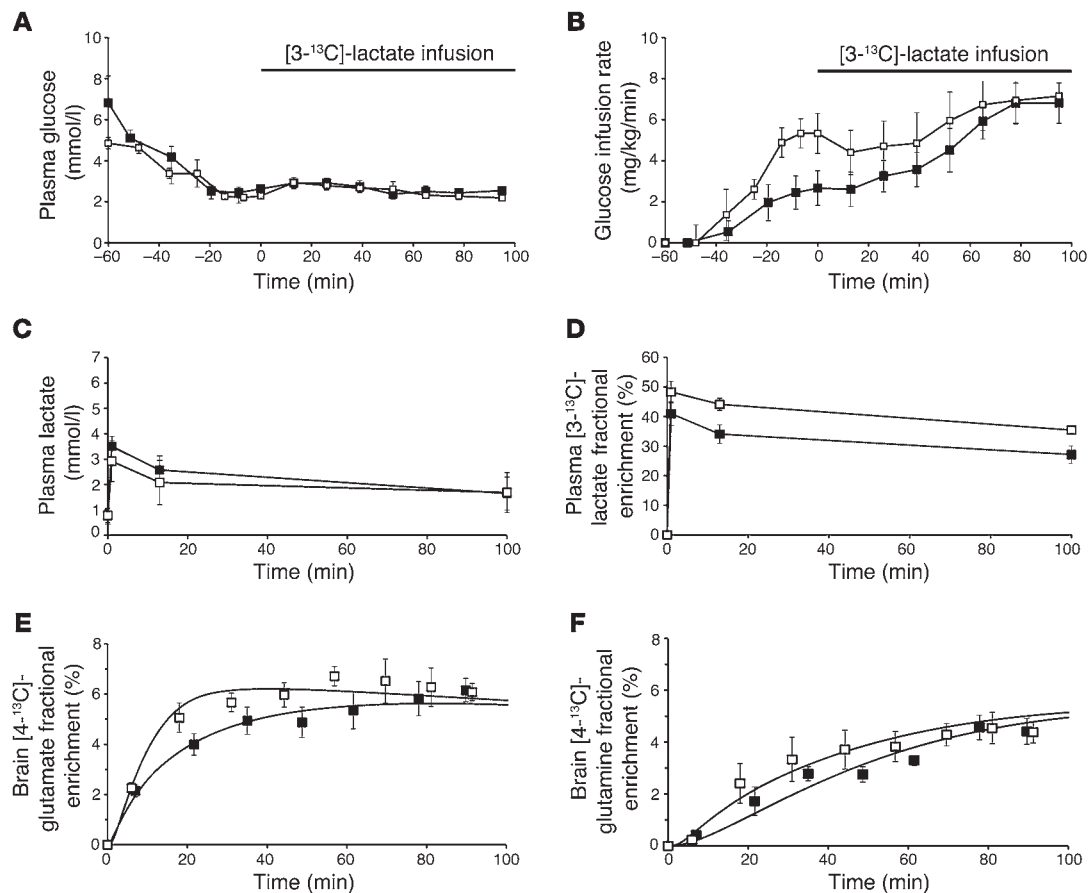 A
[3-¹³C]-lactate infusion
Plasma glucose
(mmol/l)
10
8
6
4
2
0
–60 –40 –20 0 20 40 60 80 100
Time (min)
B
[3-¹³C]-lactate infusion
Glucose infusion rate
(mg/kg/min)
10
8
6
4
2
0
–60 –40 –20 0 20 40 60 80 100
Time (min)
C
Plasma lactate
(mmol/l)
7
6
5
4
3
2
1
0
0 20 40 60 80 100
Time (min)
D
Plasma [3-¹³C]-
lactate fractional
enrichment (%)
60
50
40
30
20
10
0
0 20 40 60 80 100
Time (min)
E
Brain [4-¹³C]-
glutamate fractional
enrichment (%)
8
6
4
2
0
0 20 40 60 80 100
Time (min)
F
Brain [4-¹³C]-
glutamine fractional
enrichment (%)
8
6
4
2
0
0 20 40 60 80 100
Time (min)